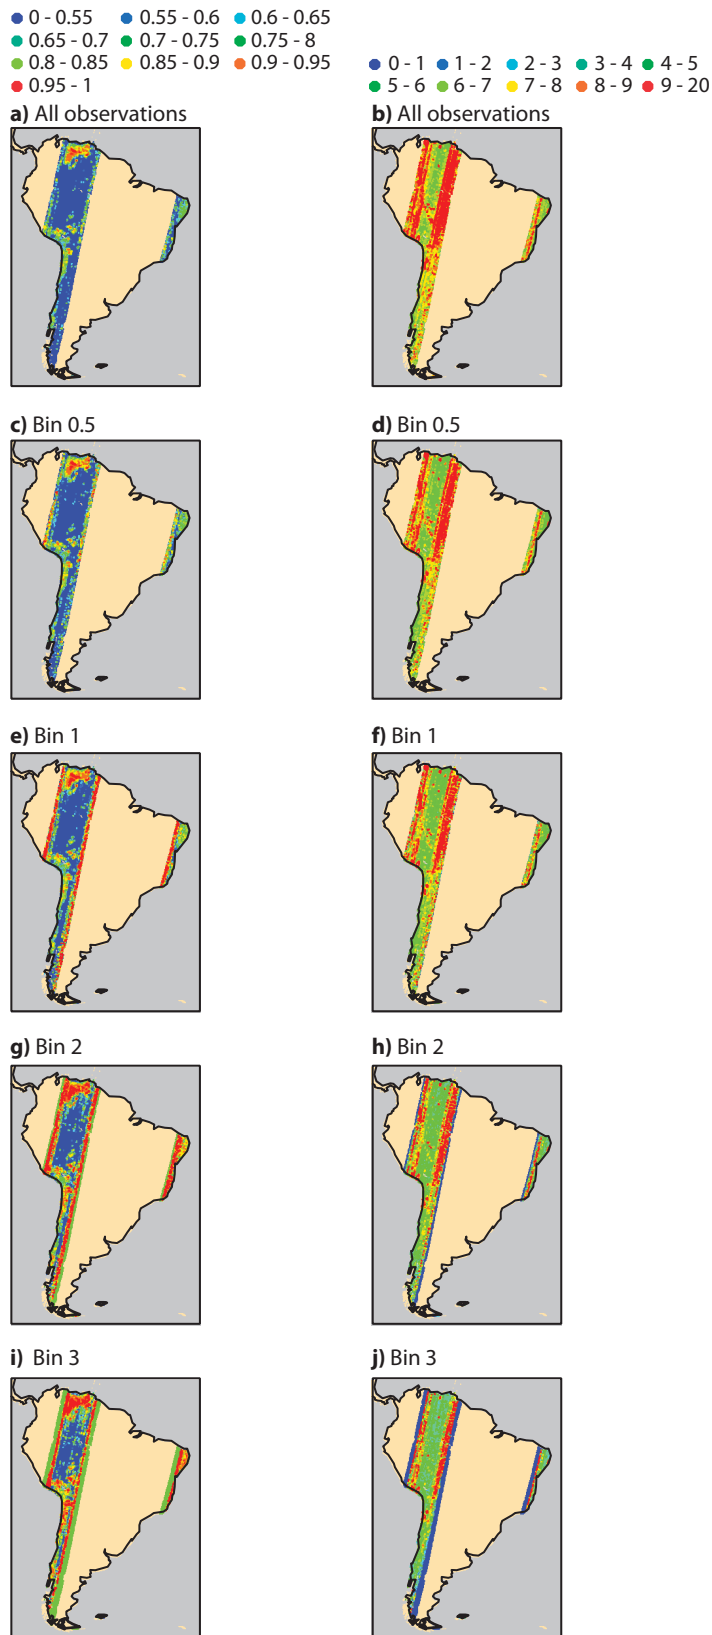 0 - 0.55 0.55 - 0.6 0.6 - 0.65
0.65 - 0.7 0.7 - 0.75 0.75 - 8
0.8 - 0.85 0.85 - 0.9 0.9 - 0.95
0.95 - 1
0 - 1 1 - 2 2 - 3 3 - 4 4 - 5
5 - 6 6 - 7 7 - 8 8 - 9 9 - 20
a) All observations
b) All observations
c) Bin 0.5
d) Bin 0.5
e) Bin 1
f) Bin 1
g) Bin 2
h) Bin 2
i) Bin 3
j) Bin 3